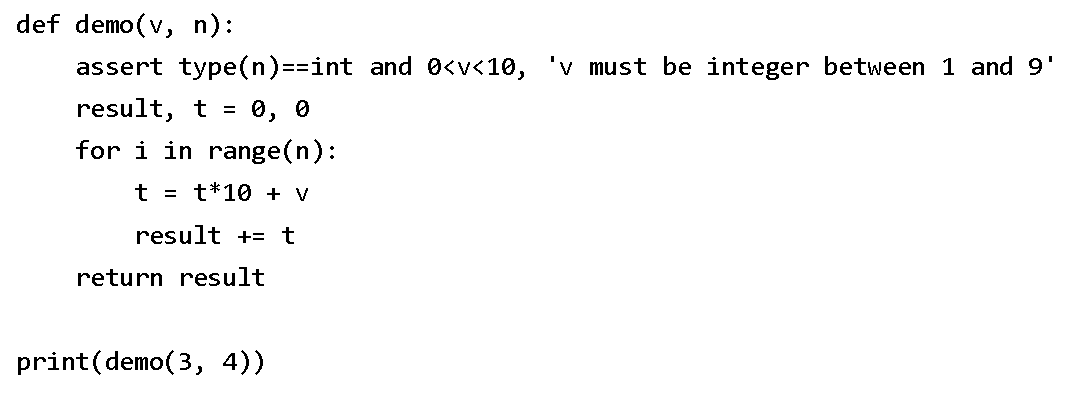 def demo(v, n):
    assert type(n)==int and 0<v<10, 'v must be integer between 1 and 9'
    result, t = 0, 0
    for i in range(n):
        t = t*10 + v
        result += t
    return result

print(demo(3, 4))